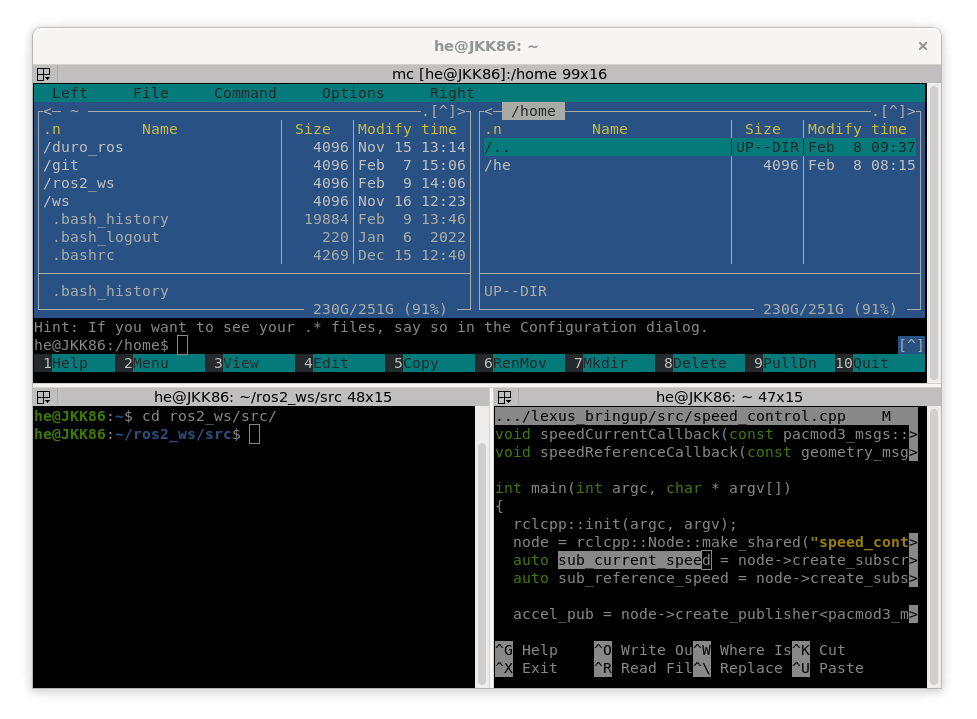 he@JKK86: ~ ×
mc [he@JKK86]:/home 99x16
Left File Command Options Right
<─ ~ .[^]> <─ /home .[^]>
.n Name Size Modify time .n Name Size Modify time
/duro_ros 4096 Nov 15 13:14 /.. UP--DIR Feb 8 09:37
/git 4096 Feb 7 15:06 /he 4096 Feb 8 08:15
/ros2_ws 4096 Feb 9 14:06
/ws 4096 Nov 16 12:23
.bash_history 19884 Feb 9 13:46
.bash_logout 220 Jan 6 2022
.bashrc 4269 Dec 15 12:40
.bash_history UP--DIR
230G/251G (91%) 230G/251G (91%)
Hint: If you want to see your .* files, say so in the Configuration dialog.
he@JKK86:/home$ [^]
1Help 2Menu 3View 4Edit 5Copy 6RenMov 7Mkdir 8Delete 9PullDn 10Quit
he@JKK86: ~/ros2_ws/src 48x15
he@JKK86:~$ cd ros2_ws/src/
he@JKK86:~/ros2_ws/src$
he@JKK86: ~ 47x15
.../lexus_bringup/src/speed_control.cpp M
void speedCurrentCallback(const pacmod3_msgs::>
void speedReferenceCallback(const geometry_msg>
int main(int argc, char * argv[])
{
rclcpp::init(argc, argv);
node = rclcpp::Node::make_shared("speed_cont>
auto sub_current_speed = node->create_subscr>
auto sub_reference_speed = node->create_subs>
accel_pub = node->create_publisher<pacmod3_m>
^G Help ^O Write Ou^W Where Is^K Cut
^X Exit ^R Read Fil^\ Replace ^U Paste